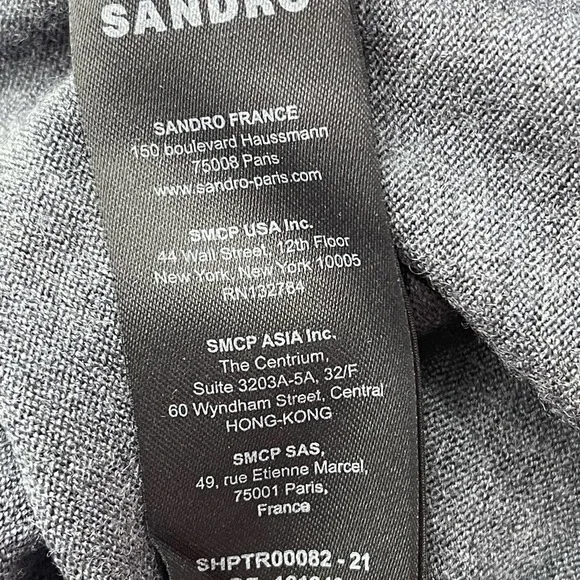 SANDRO
SANDRO FRANCE
150 boulevard Haussmann
75008 Paris
www.sandro-paris.com
SMCP USA Inc.
44 Wall Street, 12th Floor
New York, New York 10005
RN132784
SMCP ASIA Inc.
The Centrium,
Suite 3203A-5A, 32/F
60 Wyndham Street, Central
HONG-KONG
SMCP SAS,
49, rue Etienne Marcel,
75001 Paris,
France
SHPTR00082 - 21